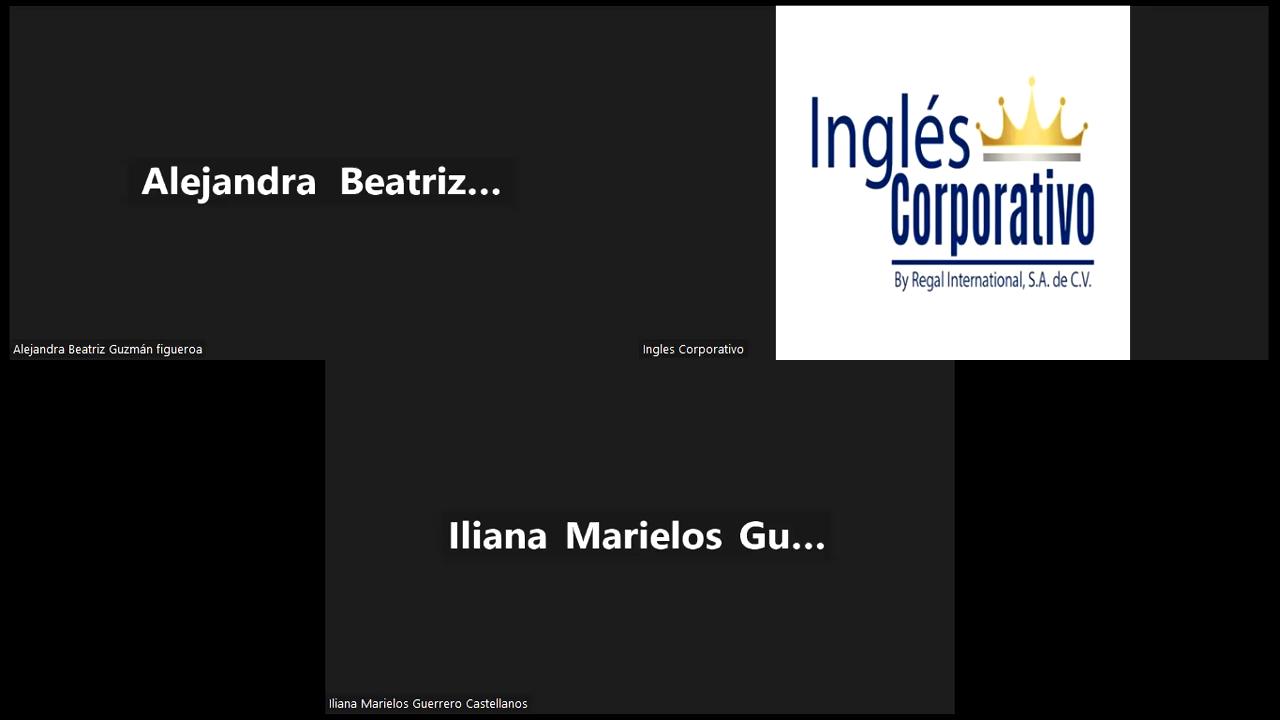 Alejandra Beatriz...
Alejandra Beatriz Guzmán figueroa
Inglés
Corporativo
By Regal International, S.A. de C.V.
Ingles Corporativo
Iliana Marielos Gu...
Iliana Marielos Guerrero Castellanos